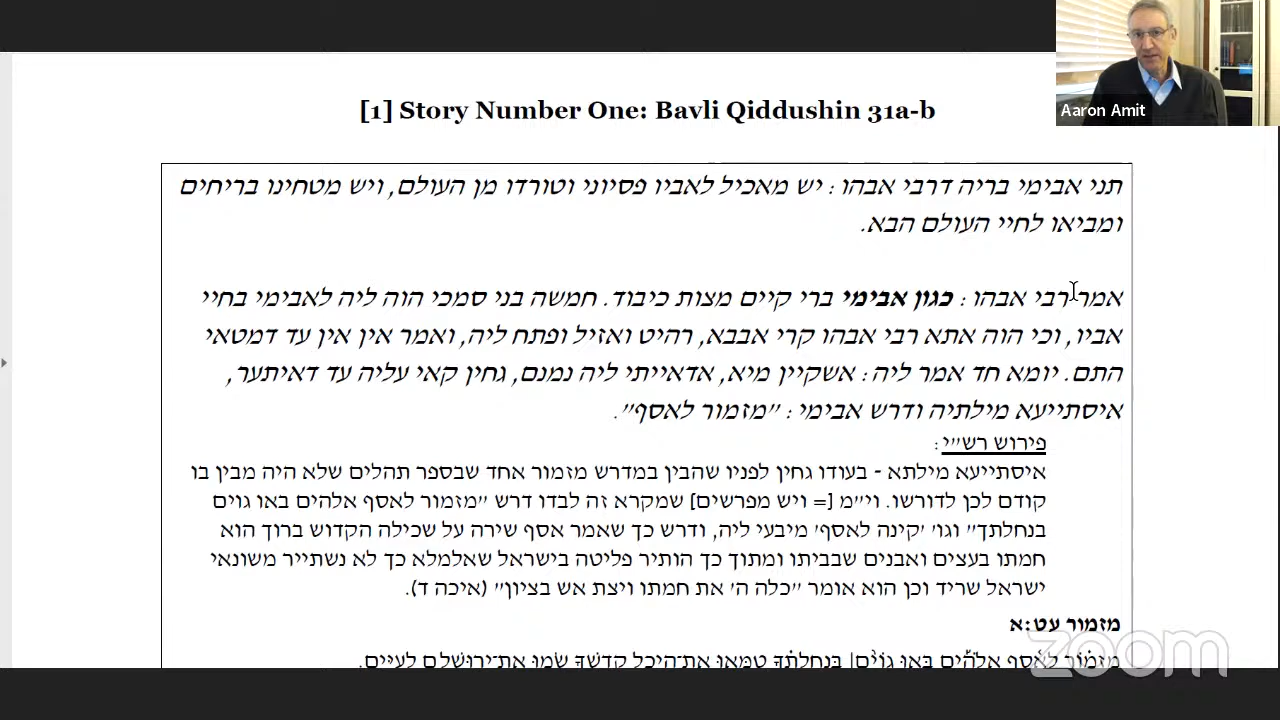 Aaron Amit
[1] Story Number One: Bavli Qiddushin 31a-b
תני אבימי בריה דרבי אבהו: יש מאכיל לאביו פסיוני וטורדו מן העולם, ויש מטחינו בריחים
ומביאו לחיי העולם הבא.
אמר רבי אבהו: כגון אבימי ברי קיים מצות כיבוד. חמשה בני סמכי הוה ליה לאבימי בחיי
אביו, וכי הוה אתא רבי אבהו קרי אבבא, רהיט ואזיל ופתח ליה, ואמר אין אין עד דמטאי
התם. יומא חד אמר ליה: אשקיין מיא, אדאייתי ליה נמנם, גחין קאי עליה עד דאיתער,
איסתייעא מילתיה ודרש אבימי: "מזמור לאסף".
פירוש רש"י:
איסתייעא מילתא - בעודו גחין לפניו שהבין במדרש מזמור אחד שבספר תהלים שלא היה מבין בו
קודם לכן לדורשו. וי"מ [= ויש מפרשים] שמקרא זה לבדו דרש "מזמור לאסף אלהים באו גוים
בנחלתך" וגו' 'קינה לאסף' מיבעי ליה, ודרש כך שאמר אסף שירה על שכילה הקדוש ברוך הוא
חמתו בעצים ואבנים שבביתו ומתוך כך הותיר פליטה בישראל שאלמלא כך לא נשתייר משונאי
ישראל שריד וכן הוא אומר "כלה ה' את חמתו ויצת אש בציון" (איכה ד).
מזמור עט:א
מִזְמ֗וֹר לְאָ֫סָ֥ף אֱֽלֹהִ֡ים בָּ֤אוּ גוֹיִ֨ם׀ בְּֽנַחֲלָתֶ֗ךָ טִ֭מְּאוּ אֶת־הֵיכַ֣ל קָדְשֶׁ֑ךָ שָׂ֖מוּ אֶת־יְרוּשָׁלִַ֣ם לְעִיִּֽים.
zoom